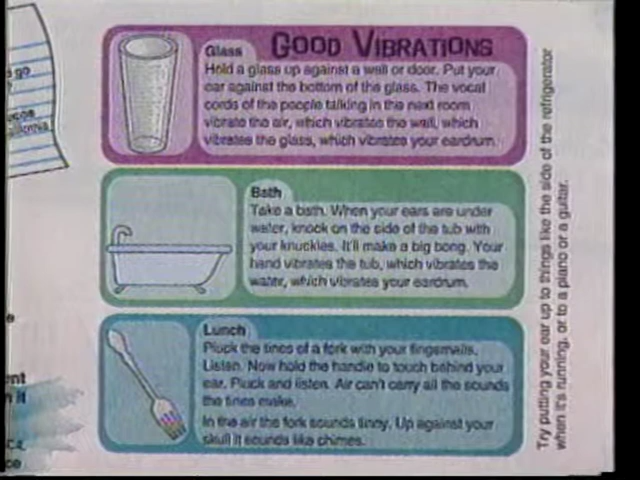 s go
?
GOOD VIBRATIONS
Glass
Hold a glass up against a wall or door. Put your
ear against the bottom of the glass. The vocal
cords of the people talking in the next room
vibrate the air, which vibrates the wall, which
vibrates the glass, which vibrates your eardrum.
Bath
Take a bath. When your ears are under
water, knock on the side of the tub with
your knuckles. It'll make a big bong. Your
hand vibrates the tub, which vibrates the
water, which vibrates your eardrum.
Lunch
Pluck the tines of a fork with your fingernails.
Listen. Now hold the handle to touch behind your
ear. Pluck and listen. Air can't carry all the sounds
the tines make.
In the air the fork sounds tinny. Up against your
skull it sounds like chimes.
Try putting your ear up to things like the side of the refrigerator
when it's running, or to a piano or a guitar.